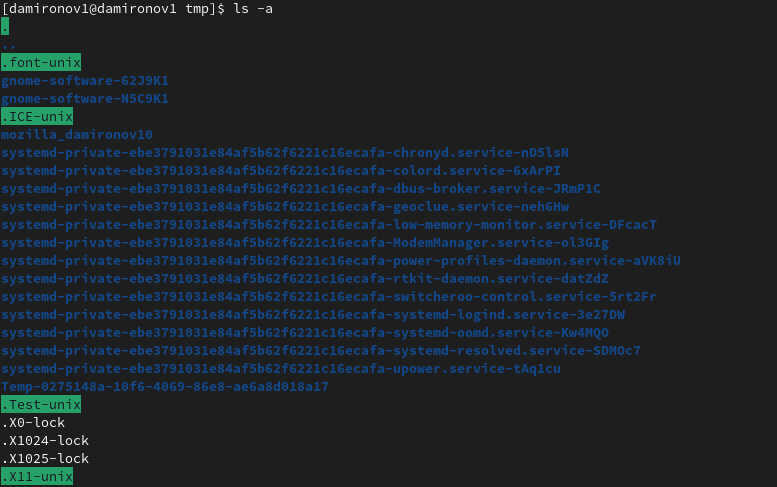 [damironov1@damironov1 tmp]$ ls -a
.
..
.font-unix
gnome-software-62J9K1
gnome-software-N5C9K1
.ICE-unix
mozilla_damironov10
systemd-private-ebe3791031e84af5b62f6221c16ecafa-chronyd.service-nD5lsN
systemd-private-ebe3791031e84af5b62f6221c16ecafa-colord.service-6xArPI
systemd-private-ebe3791031e84af5b62f6221c16ecafa-dbus-broker.service-JRmP1C
systemd-private-ebe3791031e84af5b62f6221c16ecafa-geoclue.service-neh6Hw
systemd-private-ebe3791031e84af5b62f6221c16ecafa-low-memory-monitor.service-DFcacT
systemd-private-ebe3791031e84af5b62f6221c16ecafa-ModemManager.service-ol3GIg
systemd-private-ebe3791031e84af5b62f6221c16ecafa-power-profiles-daemon.service-aVK8iU
systemd-private-ebe3791031e84af5b62f6221c16ecafa-rtkit-daemon.service-datZdZ
systemd-private-ebe3791031e84af5b62f6221c16ecafa-switcheroo-control.service-5rt2Fr
systemd-private-ebe3791031e84af5b62f6221c16ecafa-systemd-logind.service-3e27DW
systemd-private-ebe3791031e84af5b62f6221c16ecafa-systemd-oomd.service-Kw4MQO
systemd-private-ebe3791031e84af5b62f6221c16ecafa-systemd-resolved.service-SDMOc7
systemd-private-ebe3791031e84af5b62f6221c16ecafa-upower.service-tAq1cu
Temp-0275148a-10f6-4069-86e8-ae6a8d018a17
.Test-unix
.X0-lock
.X1024-lock
.X1025-lock
.X11-unix